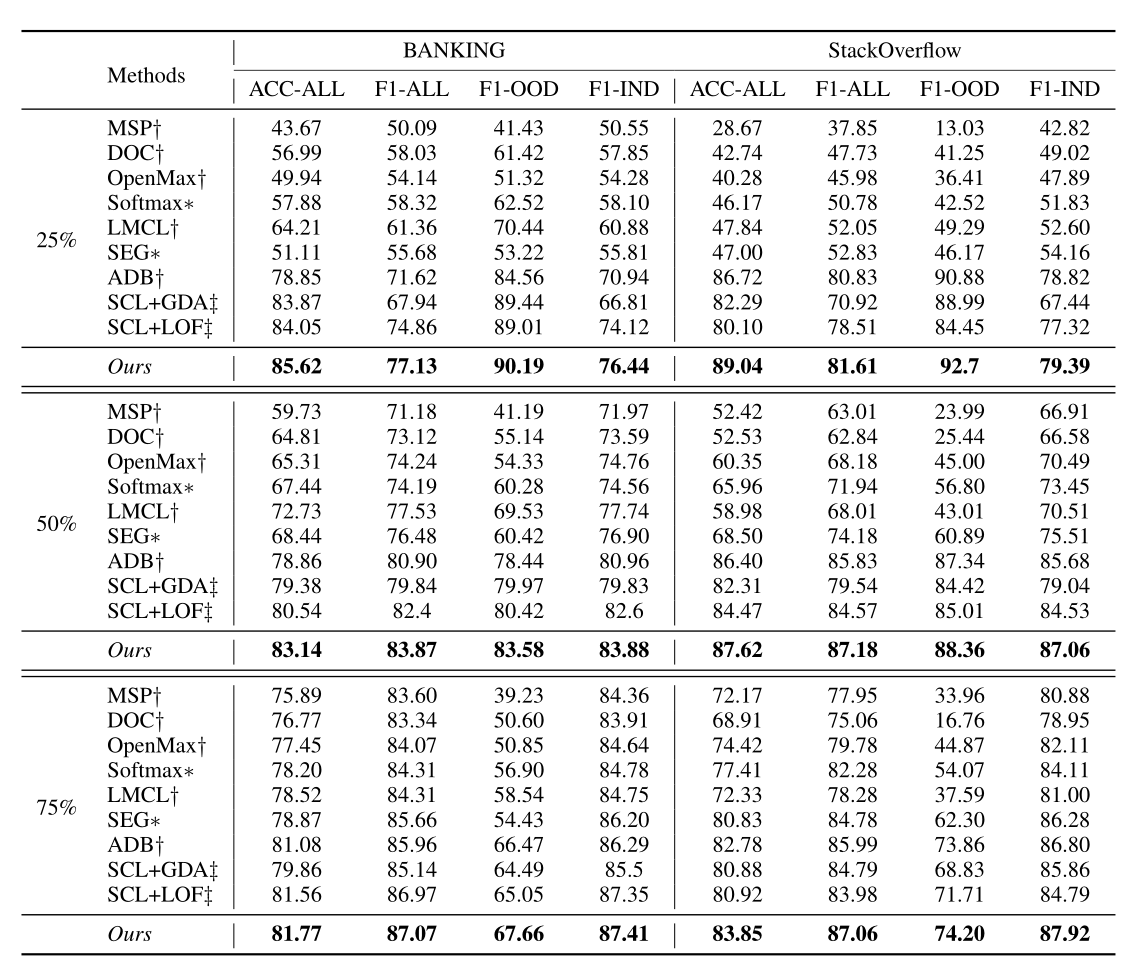 BANKING StackOverflow
Methods
ACC-ALL F1-ALL F1-OOD F1-IND ACC-ALL F1-ALL F1-OOD F1-IND
MSP† 43.67 50.09 41.43 50.55 28.67 37.85 13.03 42.82
DOC† 56.99 58.03 61.42 57.85 42.74 47.73 41.25 49.02
OpenMax† 49.94 54.14 51.32 54.28 40.28 45.98 36.41 47.89
Softmax∗ 57.88 58.32 62.52 58.10 46.17 50.78 42.52 51.83
LMCL† 64.21 61.36 70.44 60.88 47.84 52.05 49.29 52.60
25%
SEG∗ 51.11 55.68 53.22 55.81 47.00 52.83 46.17 54.16
ADB† 78.85 71.62 84.56 70.94 86.72 80.83 90.88 78.82
SCL+GDA‡ 83.87 67.94 89.44 66.81 82.29 70.92 88.99 67.44
SCL+LOF‡ 84.05 74.86 89.01 74.12 80.10 78.51 84.45 77.32
Ours 85.62 77.13 90.19 76.44 89.04 81.61 92.7 79.39
MSP† 59.73 71.18 41.19 71.97 52.42 63.01 23.99 66.91
DOC† 64.81 73.12 55.14 73.59 52.53 62.84 25.44 66.58
OpenMax† 65.31 74.24 54.33 74.76 60.35 68.18 45.00 70.49
Softmax∗ 67.44 74.19 60.28 74.56 65.96 71.94 56.80 73.45
LMCL† 72.73 77.53 69.53 77.74 58.98 68.01 43.01 70.51
50%
SEG∗ 68.44 76.48 60.42 76.90 68.50 74.18 60.89 75.51
ADB† 78.86 80.90 78.44 80.96 86.40 85.83 87.34 85.68
SCL+GDA‡ 79.38 79.84 79.97 79.83 82.31 79.54 84.42 79.04
SCL+LOF‡ 80.54 82.4 80.42 82.6 84.47 84.57 85.01 84.53
Ours 83.14 83.87 83.58 83.88 87.62 87.18 88.36 87.06
MSP† 75.89 83.60 39.23 84.36 72.17 77.95 33.96 80.88
DOC† 76.77 83.34 50.60 83.91 68.91 75.06 16.76 78.95
OpenMax† 77.45 84.07 50.85 84.64 74.42 79.78 44.87 82.11
Softmax∗ 78.20 84.31 56.90 84.78 77.41 82.28 54.07 84.11
LMCL† 78.52 84.31 58.54 84.75 72.33 78.28 37.59 81.00
75%
SEG∗ 78.87 85.66 54.43 86.20 80.83 84.78 62.30 86.28
ADB† 81.08 85.96 66.47 86.29 82.78 85.99 73.86 86.80
SCL+GDA‡ 79.86 85.14 64.49 85.5 80.88 84.79 68.83 85.86
SCL+LOF‡ 81.56 86.97 65.05 87.35 80.92 83.98 71.71 84.79
Ours 81.77 87.07 67.66 87.41 83.85 87.06 74.20 87.92